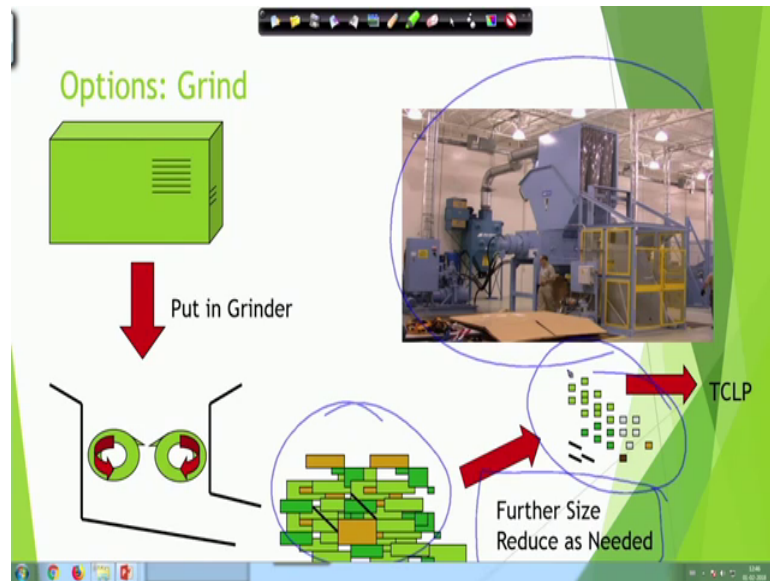 Options: Grind
Put in Grinder
TCLP
Further Size
Reduce as Needed